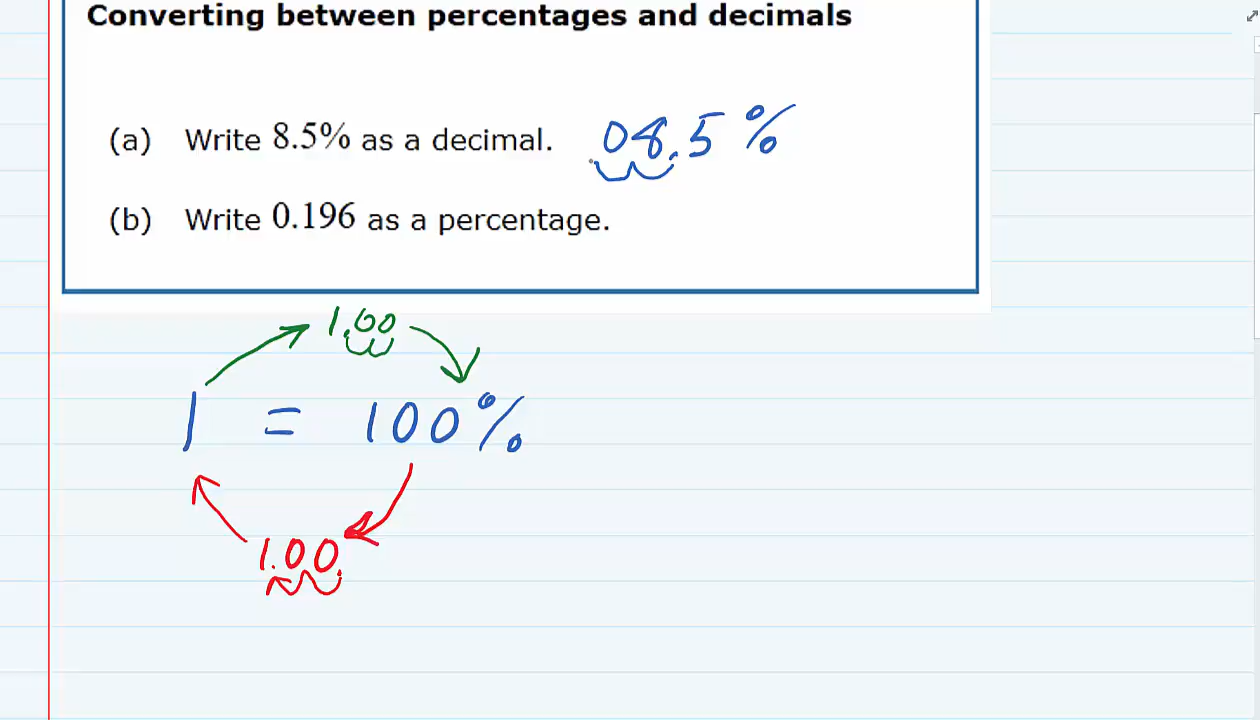 Converting between percentages and decimals
(a) Write 8.5% as a decimal. .08.5%
(b) Write 0.196 as a percentage.
1.00
1 = 100%
1.00.